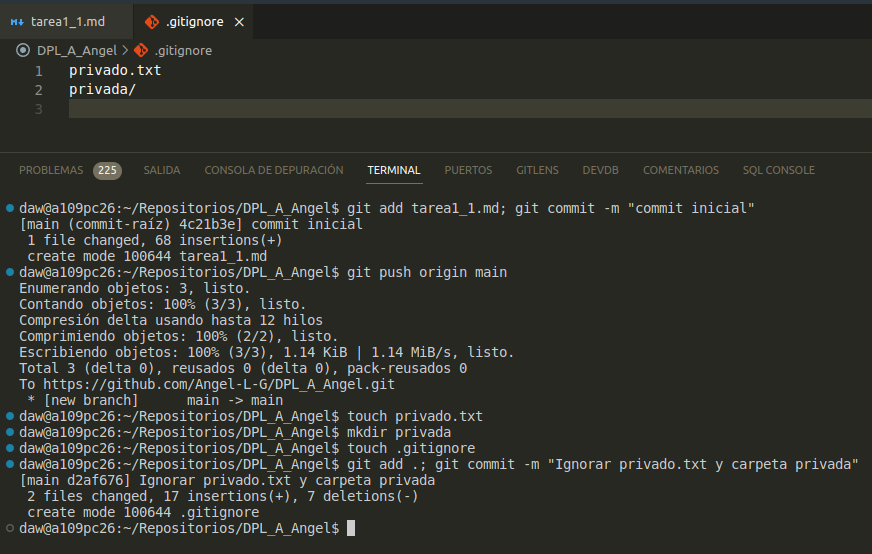 tarea1_1.md .gitignore
DPL_A_Angel > .gitignore
1 privado.txt
2 privada/
3
PROBLEMAS 225 SALIDA CONSOLA DE DEPURACIÓN TERMINAL PUERTOS GITLENS DEVDB COMENTARIOS SQL CONSOLE
daw@a109pc26:~/Repositorios/DPL_A_Angel$ git add tarea1_1.md; git commit -m "commit inicial"
[main (commit-raíz) 4c21b3e] commit inicial
1 file changed, 68 insertions(+)
create mode 100644 tarea1_1.md
daw@a109pc26:~/Repositorios/DPL_A_Angel$ git push origin main
Enumerando objetos: 3, listo.
Contando objetos: 100% (3/3), listo.
Compresión delta usando hasta 12 hilos
Comprimiendo objetos: 100% (2/2), listo.
Escribiendo objetos: 100% (3/3), 1.14 KiB | 1.14 MiB/s, listo.
Total 3 (delta 0), reusados 0 (delta 0), pack-reusados 0
To https://github.com/Angel-L-G/DPL_A_Angel.git
* [new branch]      main -> main
daw@a109pc26:~/Repositorios/DPL_A_Angel$ touch privado.txt
daw@a109pc26:~/Repositorios/DPL_A_Angel$ mkdir privada
daw@a109pc26:~/Repositorios/DPL_A_Angel$ touch .gitignore
daw@a109pc26:~/Repositorios/DPL_A_Angel$ git add .; git commit -m "Ignorar privado.txt y carpeta privada"
[main d2af676] Ignorar privado.txt y carpeta privada
2 files changed, 17 insertions(+), 7 deletions(-)
create mode 100644 .gitignore
daw@a109pc26:~/Repositorios/DPL_A_Angel$